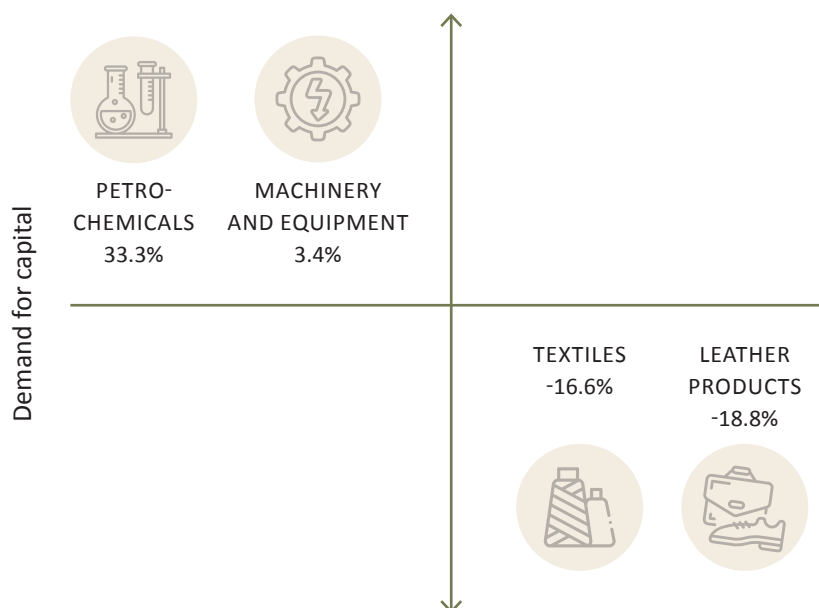 Demand for capital
PETRO-
CHEMICALS
33.3%
MACHINERY
AND EQUIPMENT
3.4%
TEXTILES
-16.6%
LEATHER
PRODUCTS
-18.8%